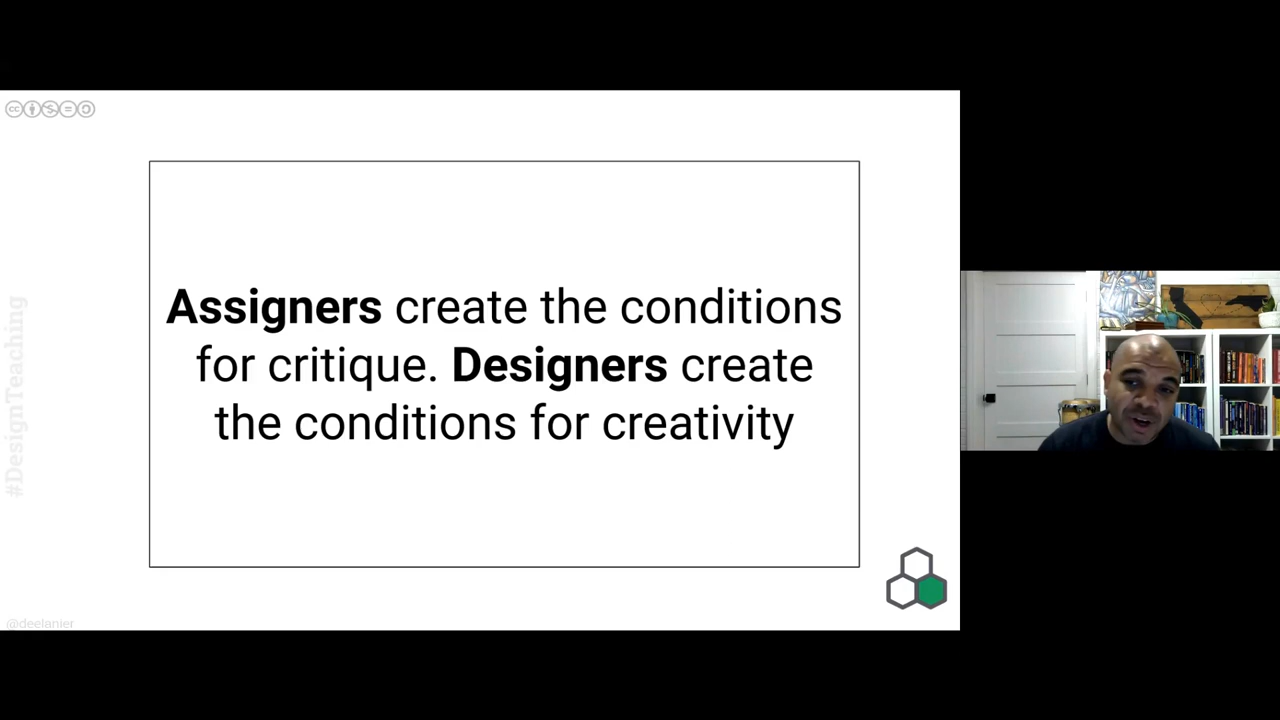 Assigners create the conditions
for critique. Designers create
the conditions for creativity
#DesignTeaching
@deelanier